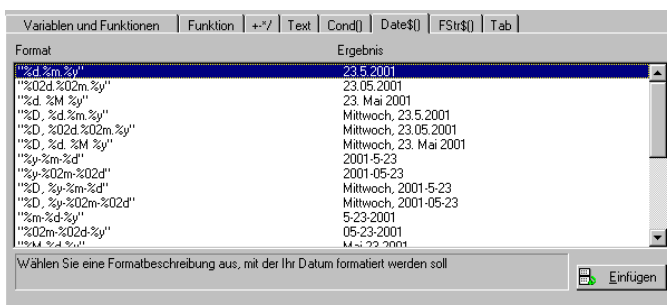 Variablen und Funktionen Funktion +-*/ Text Cond() Date$() FStr$() Tab
Format Ergebnis
"%d.%m.%y" 23.5.2001
"%02d.%02m.%y" 23.05.2001
"%d. %M %y" 23. Mai 2001
"%D, %d.%m.%y" Mittwoch, 23.5.2001
"%D, %02d.%02m.%y" Mittwoch, 23.05.2001
"%D, %d. %M %y" Mittwoch, 23. Mai 2001
"%y-%m-%d" 2001-5-23
"%y-%02m-%02d" 2001-05-23
"%D, %y-%m-%d" Mittwoch, 2001-5-23
"%D, %y-%02m-%02d" Mittwoch, 2001-05-23
"%m-%d-%y" 5-23-2001
"%02m-%02d-%y" 05-23-2001
"%M %d %y" Mai 23 2001
Wählen Sie eine Formatbeschreibung aus, mit der Ihr Datum formatiert werden soll
Einfügen